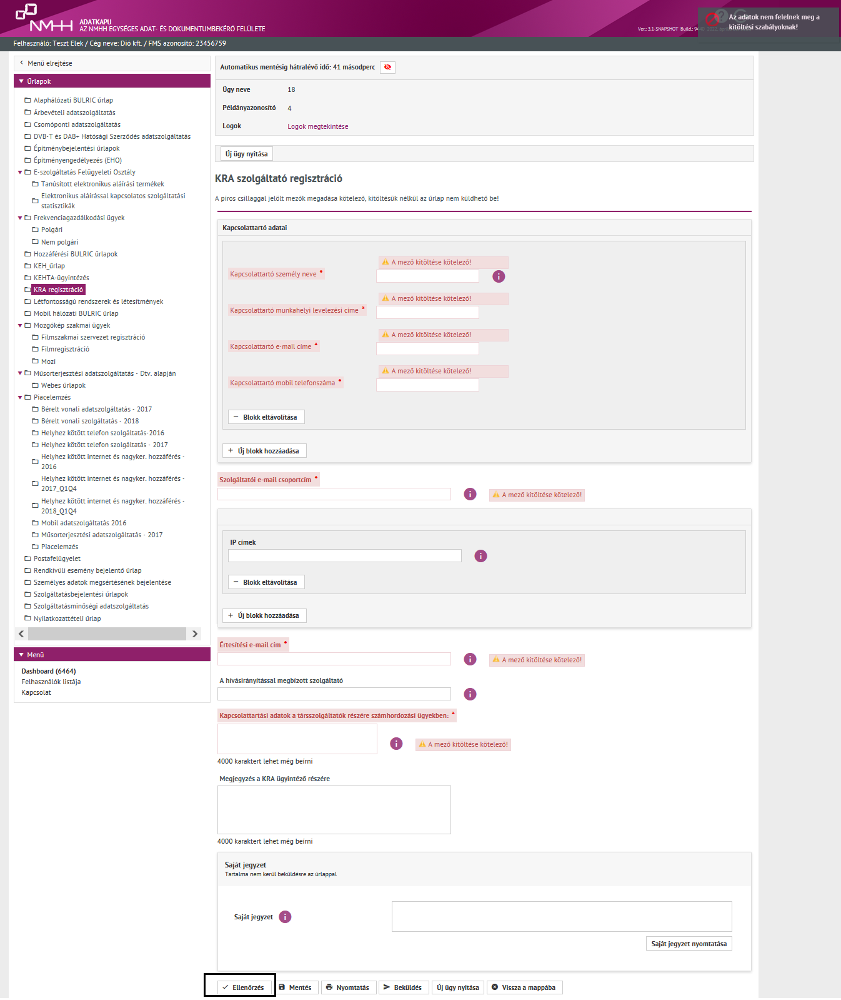 NMHH
ADATKAPU
AZ NMHH EGYSÉGES ADAT- ÉS DOKUMENTUMBEKÉRŐ FELÜLETE
Ver.: 3.1-SNAPSHOT Build.:
Az adatok nem felelnek meg a
kitöltési szabályoknak!
Felhasználó: Teszt Elek / Cég neve: Dió kft. / FMS azonosító: 23456759
Menü elrejtése
Űrlapok
Alaphálózati BULRIC űrlap
Árbevételi adatszolgáltatás
Csomóponti adatszolgáltatás
DVB-T és DAB+ Hatósági Szerződés adatszolgáltatás
Építménybejelentési űrlapok
Építményengedélyezés (EHO)
E-szolgáltatás Felügyeleti Osztály
Tanúsított elektronikus aláírási termékek
Elektronikus aláírással kapcsolatos szolgáltatási
statisztikák
Frekvenciagazdálkodási ügyek
Polgári
Nem polgári
Hozzáférési BULRIC űrlapok
KEH_űrlap
KEHTA-ügyintézés
KRA regisztráció
Létfontosságú rendszerek és létesítmények
Mobil hálózati BULRIC űrlap
Mozgókép szakmai ügyek
Filmszakmai szervezet regisztráció
Filmregisztráció
Mozi
Műsorterjesztési adatszolgáltatás - Dtv. alapján
Webes űrlapok
Piacelemzés
Bérelt vonali adatszolgáltatás - 2017
Bérelt vonali szolgáltatás - 2018
Helyhez kötött telefon szolgáltatás-2016
Helyhez kötött telefon szolgáltatás - 2017
Helyhez kötött internet és nagyker. hozzáférés -
2016
Helyhez kötött internet és nagyker. hozzáférés -
2017_Q1Q4
Helyhez kötött internet és nagyker. hozzáférés -
2018_Q1Q4
Mobil adatszolgáltatás 2016
Műsorterjesztési adatszolgáltatás - 2017
Piacelemzés
Postafelügyelet
Rendkívüli esemény bejelentő űrlap
Személyes adatok megsértésének bejelentése
Szolgáltatásbejelentési űrlapok
Szolgáltatásminőségi adatszolgáltatás
Nyilatkozattételi űrlap
Menü
Dashboard (6464)
Felhasználók listája
Kapcsolat
Automatikus mentésig hátralévő idő: 41 másodperc
Ügy neve 18
Példányazonosító 4
Logok Logok megtekintése
Új ügy nyitása
KRA szolgáltató regisztráció
A piros csillaggal jelölt mezők megadása kötelező, kitöltésük nélkül az űrlap nem küldhető be!
Kapcsolattartó adatai
A mező kitöltése kötelező!
Kapcsolattartó személy neve *
A mező kitöltése kötelező!
Kapcsolattartó munkahelyi levelezési címe *
A mező kitöltése kötelező!
Kapcsolattartó e-mail címe *
A mező kitöltése kötelező!
Kapcsolattartó mobil telefonszáma *
− Blokk eltávolítása
+ Új blokk hozzáadása
Szolgáltatói e-mail csoportcím *
A mező kitöltése kötelező!
IP címek
− Blokk eltávolítása
+ Új blokk hozzáadása
Értesítési e-mail cím *
A mező kitöltése kötelező!
A hívásirányítással megbízott szolgáltató
Kapcsolattartási adatok a társszolgáltatók részére számhordozási ügyekben: *
A mező kitöltése kötelező!
4000 karaktert lehet még beírni
Megjegyzés a KRA ügyintéző részére
4000 karaktert lehet még beírni
Saját jegyzet
Tartalma nem kerül beküldésre az űrlappal
Saját jegyzet
Saját jegyzet nyomtatása
Ellenőrzés Mentés Nyomtatás Beküldés Új ügy nyitása Vissza a mappába